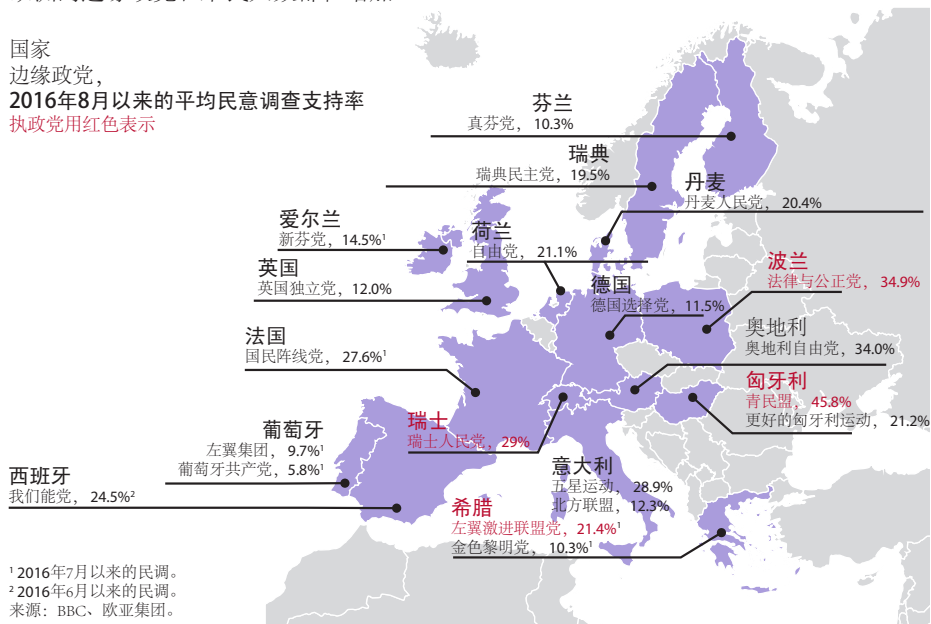 国家
边缘政党，
2016年8月以来的平均民意调查支持率
执政党用红色表示
芬兰
真芬党，10.3%
瑞典
瑞典民主党，19.5%
丹麦
丹麦人民党，20.4%
爱尔兰
新芬党，14.5%¹
荷兰
自由党，21.1%
英国
英国独立党，12.0%
德国
德国选择党，11.5%
波兰
法律与公正党，34.9%
法国
国民阵线党，27.6%¹
奥地利
奥地利自由党，34.0%
匈牙利
青民盟，45.8%
更好的匈牙利运动，21.2%
瑞士
瑞士人民党，29%
葡萄牙
左翼集团，9.7%¹
葡萄牙共产党，5.8%¹
西班牙
我们能党，24.5%²
意大利
五星运动，28.9%
北方联盟，12.3%
希腊
左翼激进联盟党，21.4%¹
金色黎明党，10.3%¹
¹ 2016年7月以来的民调。
² 2016年6月以来的民调。
来源：BBC、欧亚集团。